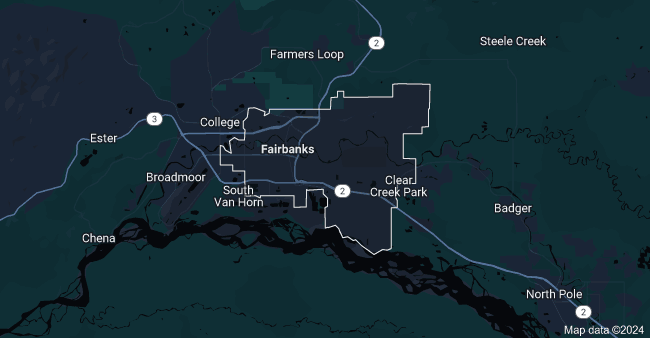 2
Steele Creek
Farmers Loop
3
College
Ester
Fairbanks
Broadmoor
Clear
Creek Park
South
Van Horn
2
Badger
Chena
North Pole
2
Map data ©2024